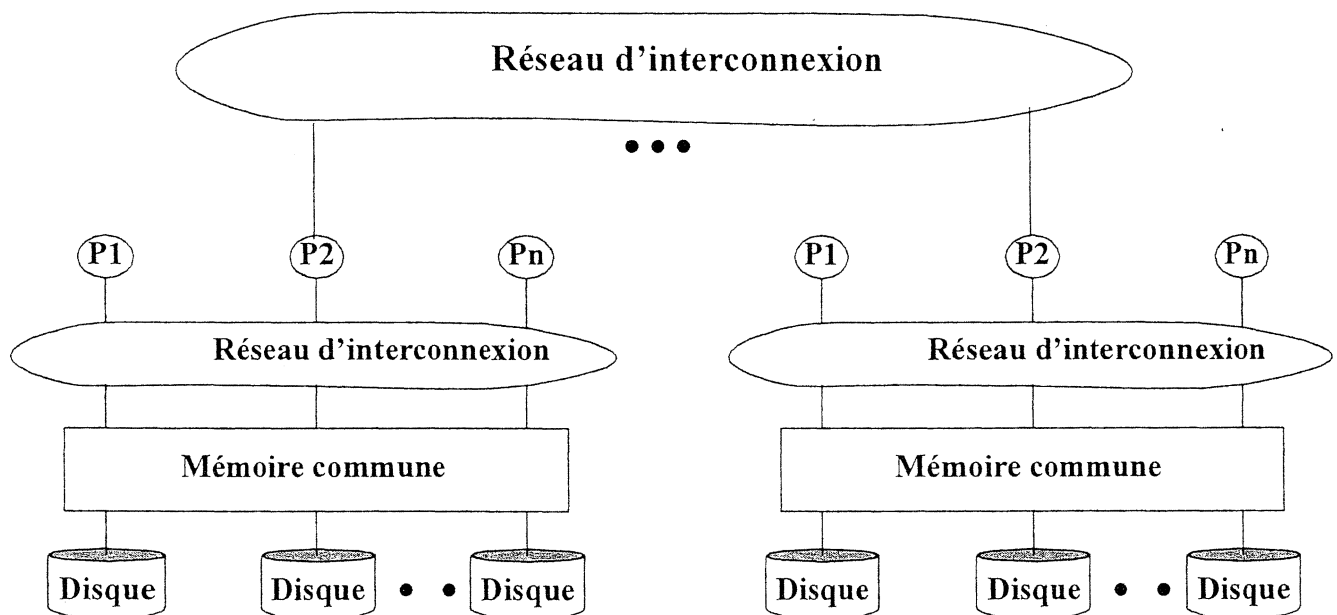 Réseau d'interconnexion
• • •
P1 P2 Pn P1 P2 Pn
Réseau d'interconnexion Réseau d'interconnexion
Mémoire commune Mémoire commune
Disque Disque • • Disque Disque Disque • • Disque